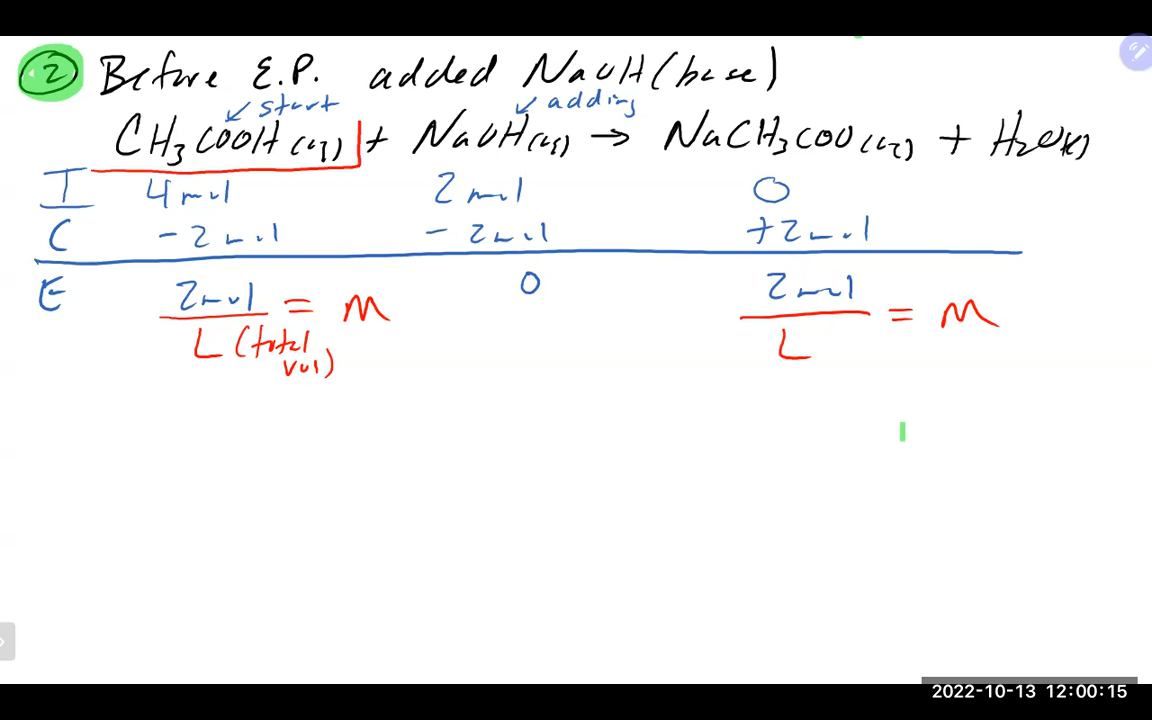 2 Before E.P. added NaOH (base)
start adding
CH3COOH(aq) + NaOH(aq) → NaCH3COO(aq) + H2O(l)
I 4 mol 2 mol 0
C -2 mol -2 mol +2 mol
E 2 mol 0 2 mol
= M = M
L (total L
vol)
2022-10-13 12:00:15